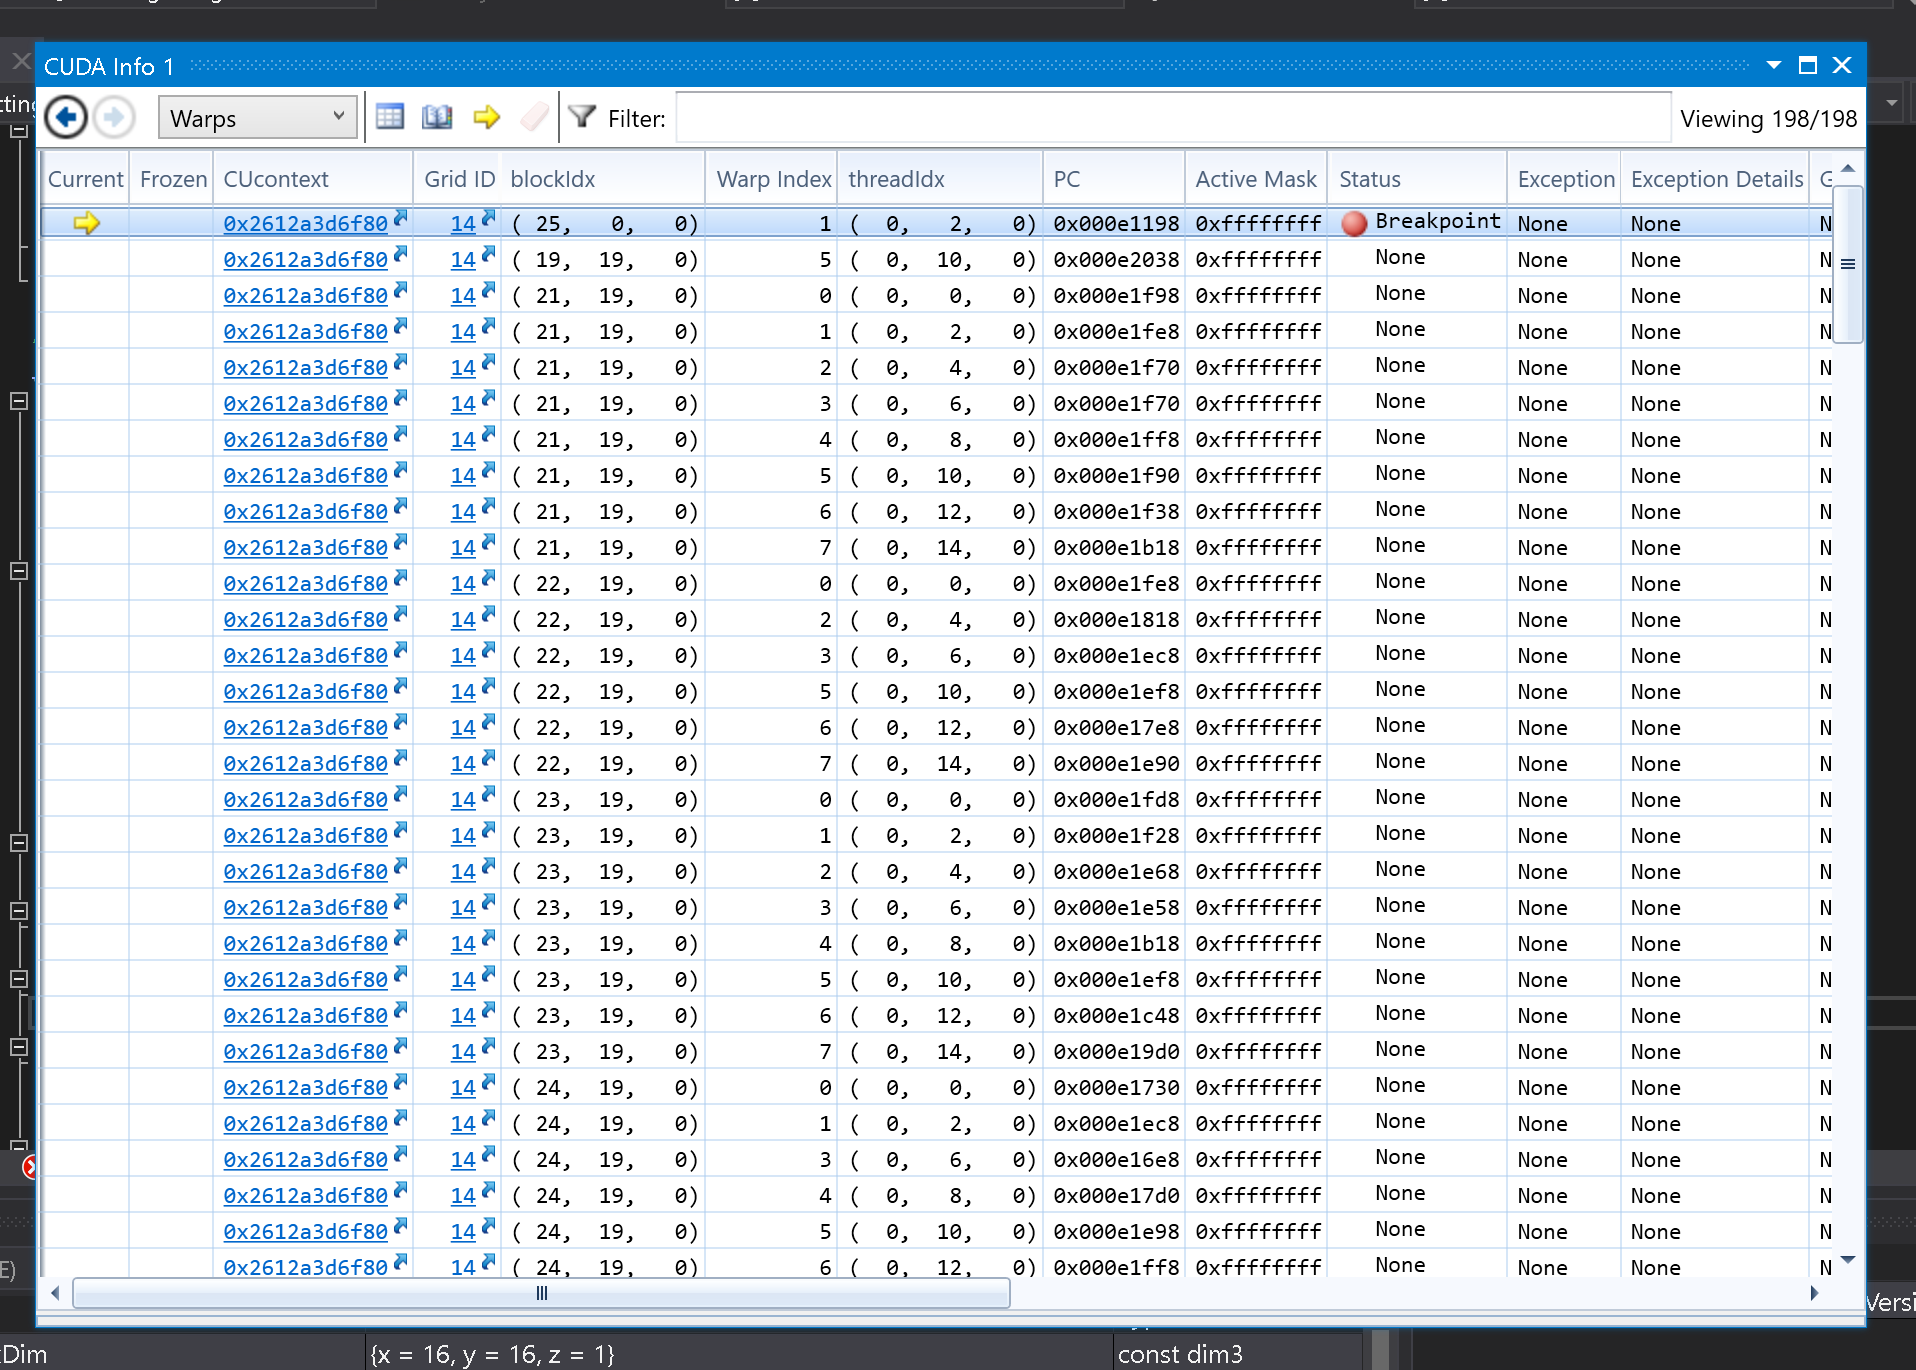 CUDA Info 1
Warps Filter: Viewing 198/198
Current Frozen CUcontext Grid ID blockIdx Warp Index threadIdx PC Active Mask Status Exception Exception Details
0x2612a3d6f80 14 ( 25, 0, 0) 1 ( 0, 2, 0) 0x000e1198 0xffffffff Breakpoint None None N
0x2612a3d6f80 14 ( 19, 19, 0) 5 ( 0, 10, 0) 0x000e2038 0xffffffff None None None N
0x2612a3d6f80 14 ( 21, 19, 0) 0 ( 0, 0, 0) 0x000e1f98 0xffffffff None None None N
0x2612a3d6f80 14 ( 21, 19, 0) 1 ( 0, 2, 0) 0x000e1fe8 0xffffffff None None None N
0x2612a3d6f80 14 ( 21, 19, 0) 2 ( 0, 4, 0) 0x000e1f70 0xffffffff None None None N
0x2612a3d6f80 14 ( 21, 19, 0) 3 ( 0, 6, 0) 0x000e1f70 0xffffffff None None None N
0x2612a3d6f80 14 ( 21, 19, 0) 4 ( 0, 8, 0) 0x000e1ff8 0xffffffff None None None N
0x2612a3d6f80 14 ( 21, 19, 0) 5 ( 0, 10, 0) 0x000e1f90 0xffffffff None None None N
0x2612a3d6f80 14 ( 21, 19, 0) 6 ( 0, 12, 0) 0x000e1f38 0xffffffff None None None N
0x2612a3d6f80 14 ( 21, 19, 0) 7 ( 0, 14, 0) 0x000e1b18 0xffffffff None None None N
0x2612a3d6f80 14 ( 22, 19, 0) 0 ( 0, 0, 0) 0x000e1fe8 0xffffffff None None None N
0x2612a3d6f80 14 ( 22, 19, 0) 2 ( 0, 4, 0) 0x000e1818 0xffffffff None None None N
0x2612a3d6f80 14 ( 22, 19, 0) 3 ( 0, 6, 0) 0x000e1ec8 0xffffffff None None None N
0x2612a3d6f80 14 ( 22, 19, 0) 5 ( 0, 10, 0) 0x000e1ef8 0xffffffff None None None N
0x2612a3d6f80 14 ( 22, 19, 0) 6 ( 0, 12, 0) 0x000e17e8 0xffffffff None None None N
0x2612a3d6f80 14 ( 22, 19, 0) 7 ( 0, 14, 0) 0x000e1e90 0xffffffff None None None N
0x2612a3d6f80 14 ( 23, 19, 0) 0 ( 0, 0, 0) 0x000e1fd8 0xffffffff None None None N
0x2612a3d6f80 14 ( 23, 19, 0) 1 ( 0, 2, 0) 0x000e1f28 0xffffffff None None None N
0x2612a3d6f80 14 ( 23, 19, 0) 2 ( 0, 4, 0) 0x000e1e68 0xffffffff None None None N
0x2612a3d6f80 14 ( 23, 19, 0) 3 ( 0, 6, 0) 0x000e1e58 0xffffffff None None None N
0x2612a3d6f80 14 ( 23, 19, 0) 4 ( 0, 8, 0) 0x000e1b18 0xffffffff None None None N
0x2612a3d6f80 14 ( 23, 19, 0) 5 ( 0, 10, 0) 0x000e1ef8 0xffffffff None None None N
0x2612a3d6f80 14 ( 23, 19, 0) 6 ( 0, 12, 0) 0x000e1c48 0xffffffff None None None N
0x2612a3d6f80 14 ( 23, 19, 0) 7 ( 0, 14, 0) 0x000e19d0 0xffffffff None None None N
0x2612a3d6f80 14 ( 24, 19, 0) 0 ( 0, 0, 0) 0x000e1730 0xffffffff None None None N
0x2612a3d6f80 14 ( 24, 19, 0) 1 ( 0, 2, 0) 0x000e1ec8 0xffffffff None None None N
0x2612a3d6f80 14 ( 24, 19, 0) 3 ( 0, 6, 0) 0x000e16e8 0xffffffff None None None N
0x2612a3d6f80 14 ( 24, 19, 0) 4 ( 0, 8, 0) 0x000e17d0 0xffffffff None None None N
0x2612a3d6f80 14 ( 24, 19, 0) 5 ( 0, 10, 0) 0x000e1e98 0xffffffff None None None N
0x2612a3d6f80 14 ( 24, 19, 0) 6 ( 0, 12, 0) 0x000e1ff8 0xffffffff None None None N
Versi
Dim {x = 16, y = 16, z = 1} const dim3